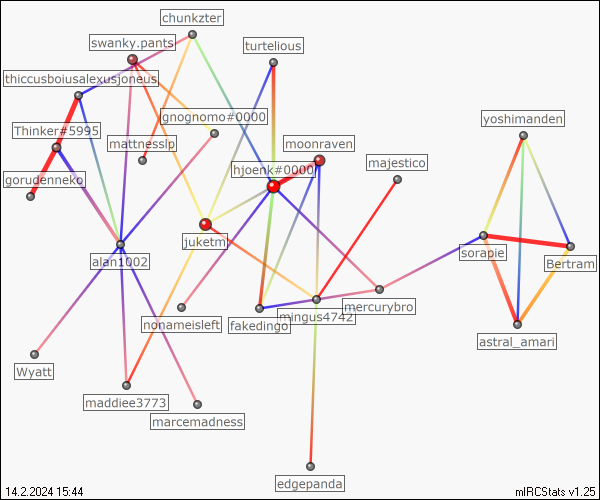 chunkzter
swanky.pants
turtelious
thiccusboiusalexusjoneus
gnognomo#0000
yoshimanden
Thinker#5995
mattnesslp
moonraven
hjoenk#0000
majestico
gorudenneko
juketm
alan1002
sorapie
Bertram
nonameisleft
fakedingo
mingus4742
mercurybro
astral_amari
Wyatt
maddiee3773
marcemadness
edgepanda
14.2.2024 15:44
mIRCStats v1.25